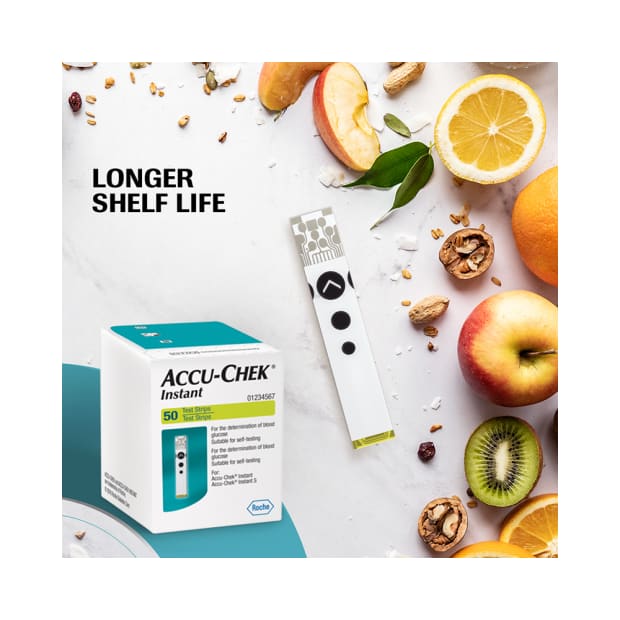 LONGER
SHELF LIFE
ACCU-CHEK®
Instant
01234567
50 Test Strips
Test Strips
For the determination of blood
glucose
Suitable for self-testing
For the determination of blood
glucose
Suitable for self-testing
For:
Accu-Chek® Instant
Accu-Chek® Instant S
Roche